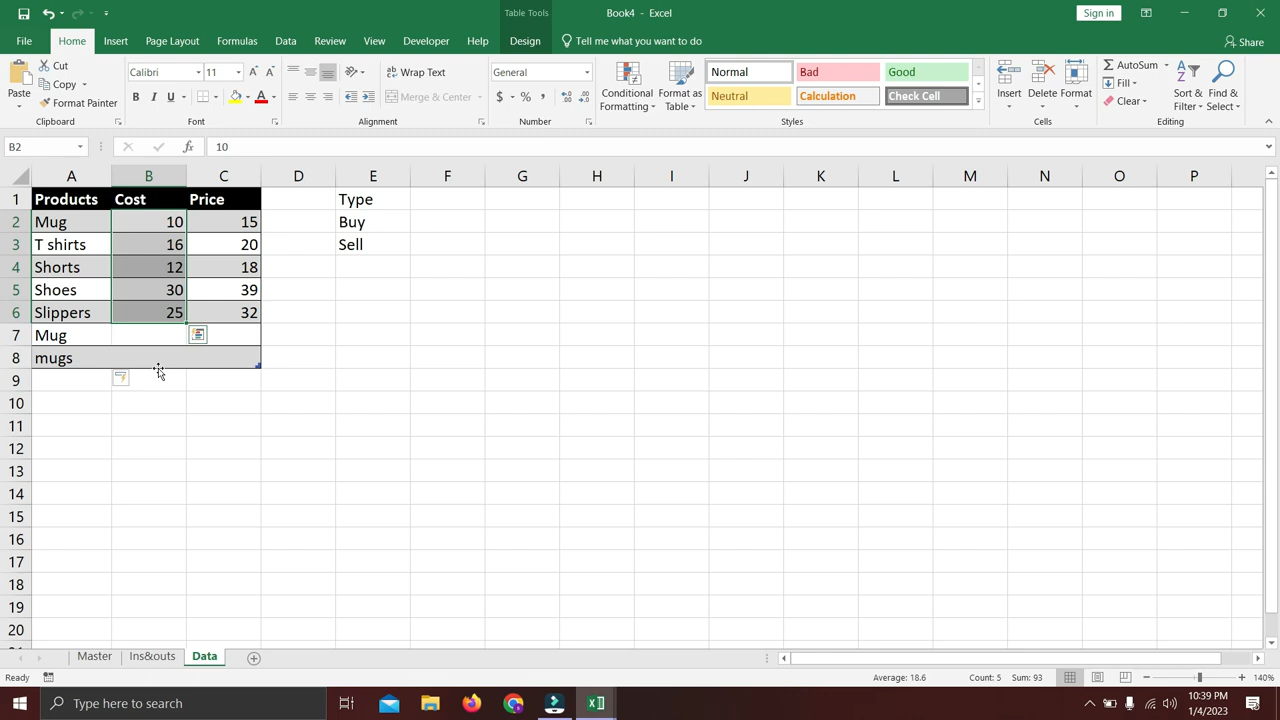 Table Tools
Book4 - Excel
Sign in
File Home Insert Page Layout Formulas Data Review View Developer Help Design Tell me what you want to do Share
Paste Cut Copy Format Painter
Clipboard
Calibri 11 A A
B I U A
Font
Wrap Text
Merge & Center
Alignment
General
$ % ,
Number
Conditional Formatting Format as Table
Normal Bad Good
Neutral Calculation Check Cell
Styles
Insert Delete Format
Cells
AutoSum
Fill
Clear
Sort & Filter Find & Select
Editing
B2 fx 10
A B C D E F G H I J K L M N O P
1 Products Cost Price Type
2 Mug 10 15 Buy
3 T shirts 16 20 Sell
4 Shorts 12 18
5 Shoes 30 39
6 Slippers 25 32
7 Mug
8 mugs
9
10
11
12
13
14
15
16
17
18
19
20
Master Ins&outs Data
Ready Average: 18.6 Count: 5 Sum: 93 140%
Type here to search
10:39 PM
1/4/2023